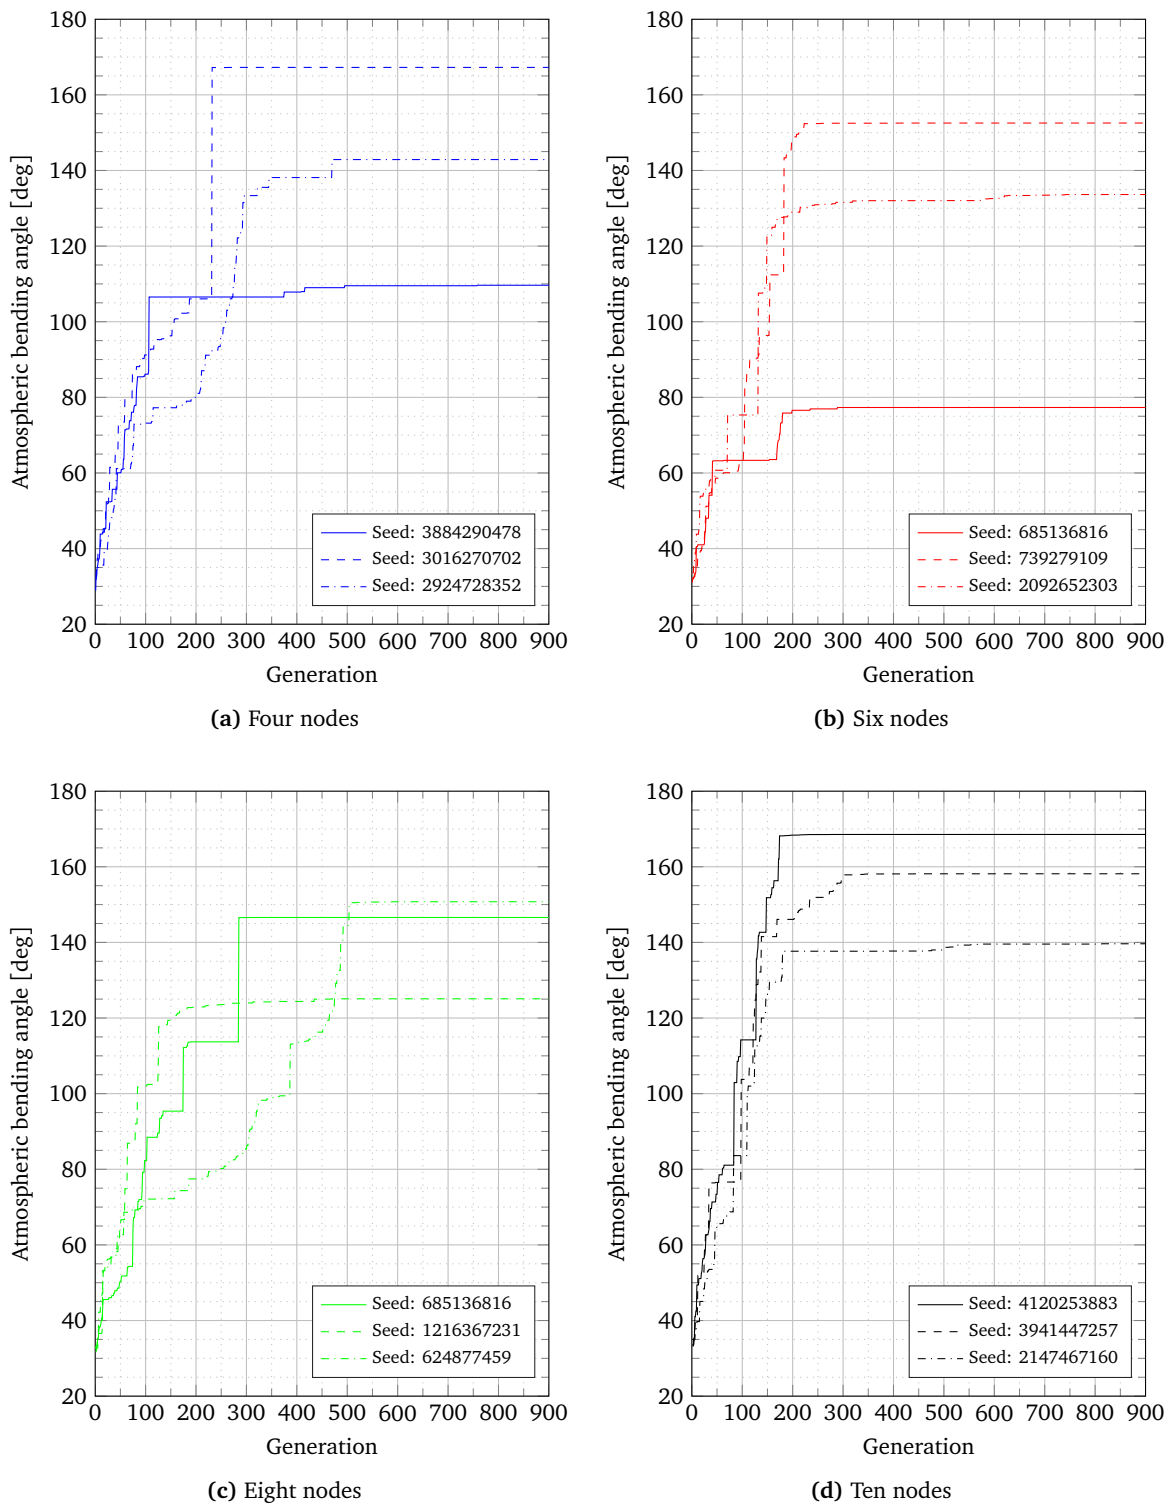 180
160
140
120
100
80
60
40
20
Atmospheric bending angle [deg]
0 100 200 300 400 500 600 700 800 900
Generation
Seed: 3884290478
Seed: 3016270702
Seed: 2924728352
(a) Four nodes
180
160
140
120
100
80
60
40
20
Atmospheric bending angle [deg]
0 100 200 300 400 500 600 700 800 900
Generation
Seed: 685136816
Seed: 739279109
Seed: 2092652303
(b) Six nodes
180
160
140
120
100
80
60
40
20
Atmospheric bending angle [deg]
0 100 200 300 400 500 600 700 800 900
Generation
Seed: 685136816
Seed: 1216367231
Seed: 624877459
(c) Eight nodes
180
160
140
120
100
80
60
40
20
Atmospheric bending angle [deg]
0 100 200 300 400 500 600 700 800 900
Generation
Seed: 4120253883
Seed: 3941447257
Seed: 2147467160
(d) Ten nodes